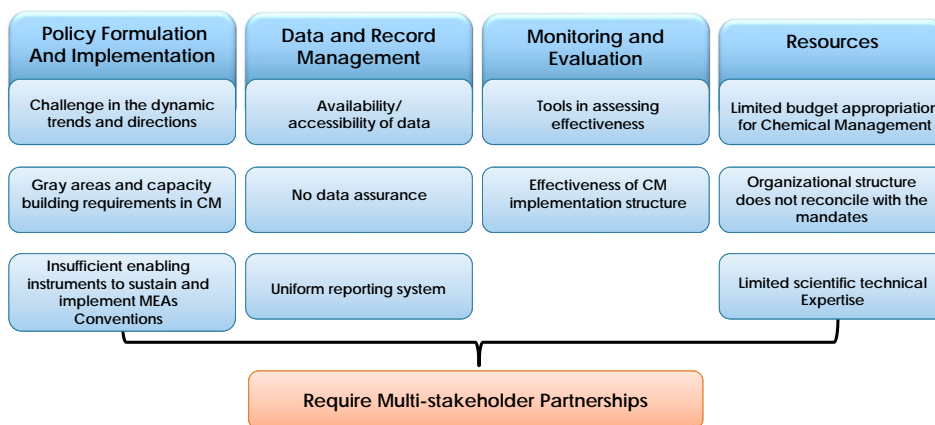 Policy Formulation
And Implementation
Challenge in the dynamic
trends and directions
Gray areas and capacity
building requirements in CM
Insufficient enabling
instruments to sustain and
implement MEAs
Conventions
Data and Record
Management
Availability/
accessibility of data
No data assurance
Uniform reporting system
Monitoring and
Evaluation
Tools in assessing
effectiveness
Effectiveness of CM
implementation structure
Resources
Limited budget appropriation
for Chemical Management
Organizational structure
does not reconcile with the
mandates
Limited scientific technical
Expertise
Require Multi-stakeholder Partnerships